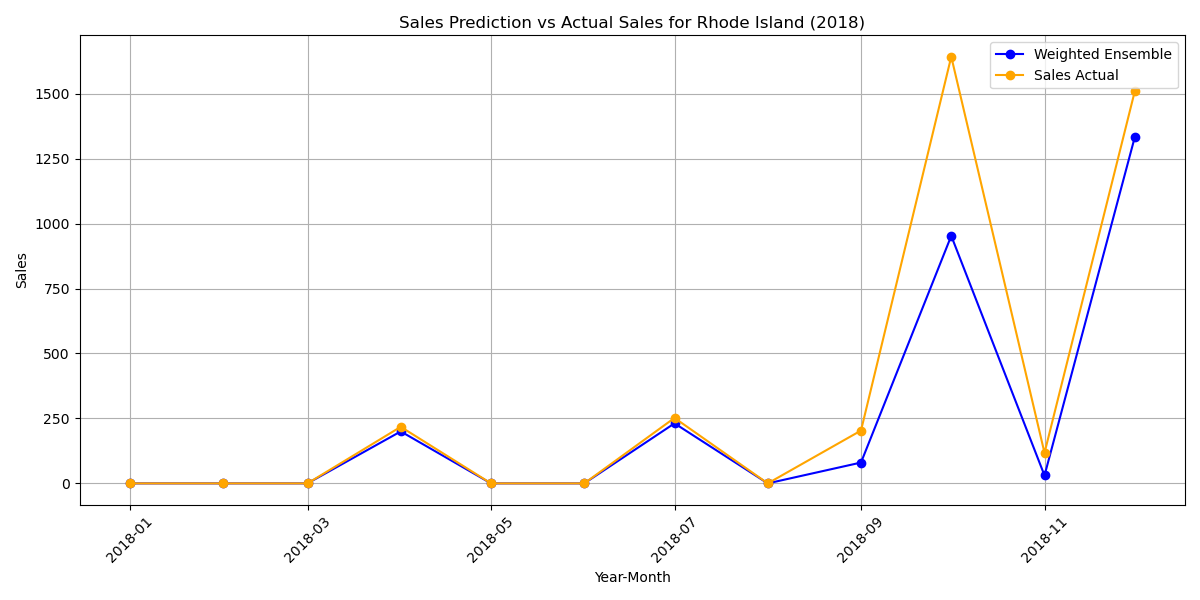 Sales Prediction vs Actual Sales for Rhode Island (2018)
Weighted Ensemble
Sales Actual
Sales
1500
1250
1000
750
500
250
0
2018-01
2018-03
2018-05
2018-07
2018-09
2018-11
Year-Month